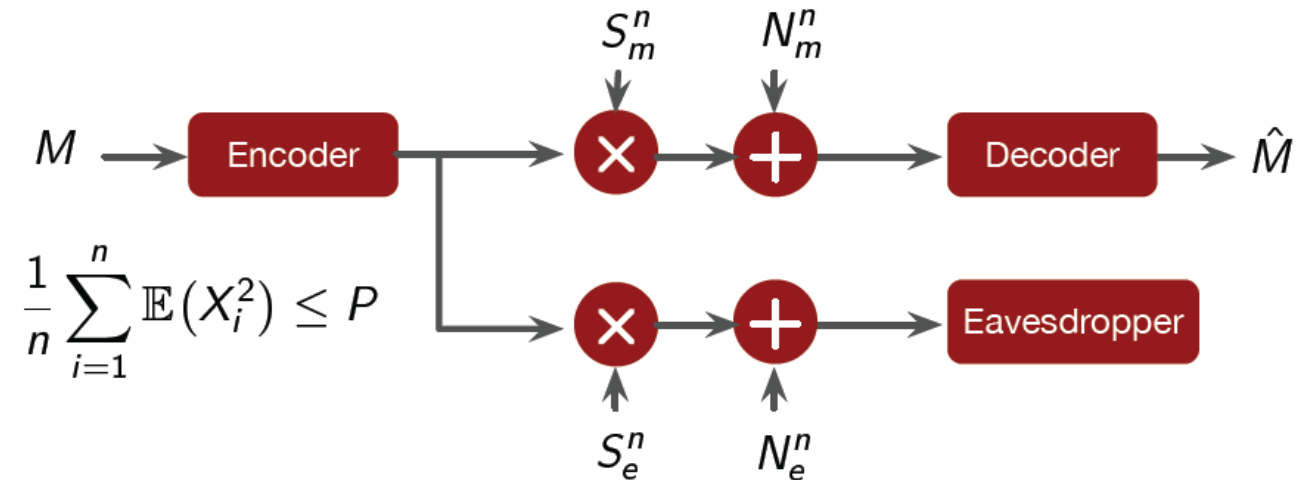 S_m^n N_m^n
M Encoder × + Decoder M̂
1/n ∑_{i=1}^n 𝔼(X_i^2) ≤ P
× + Eavesdropper
S_e^n N_e^n